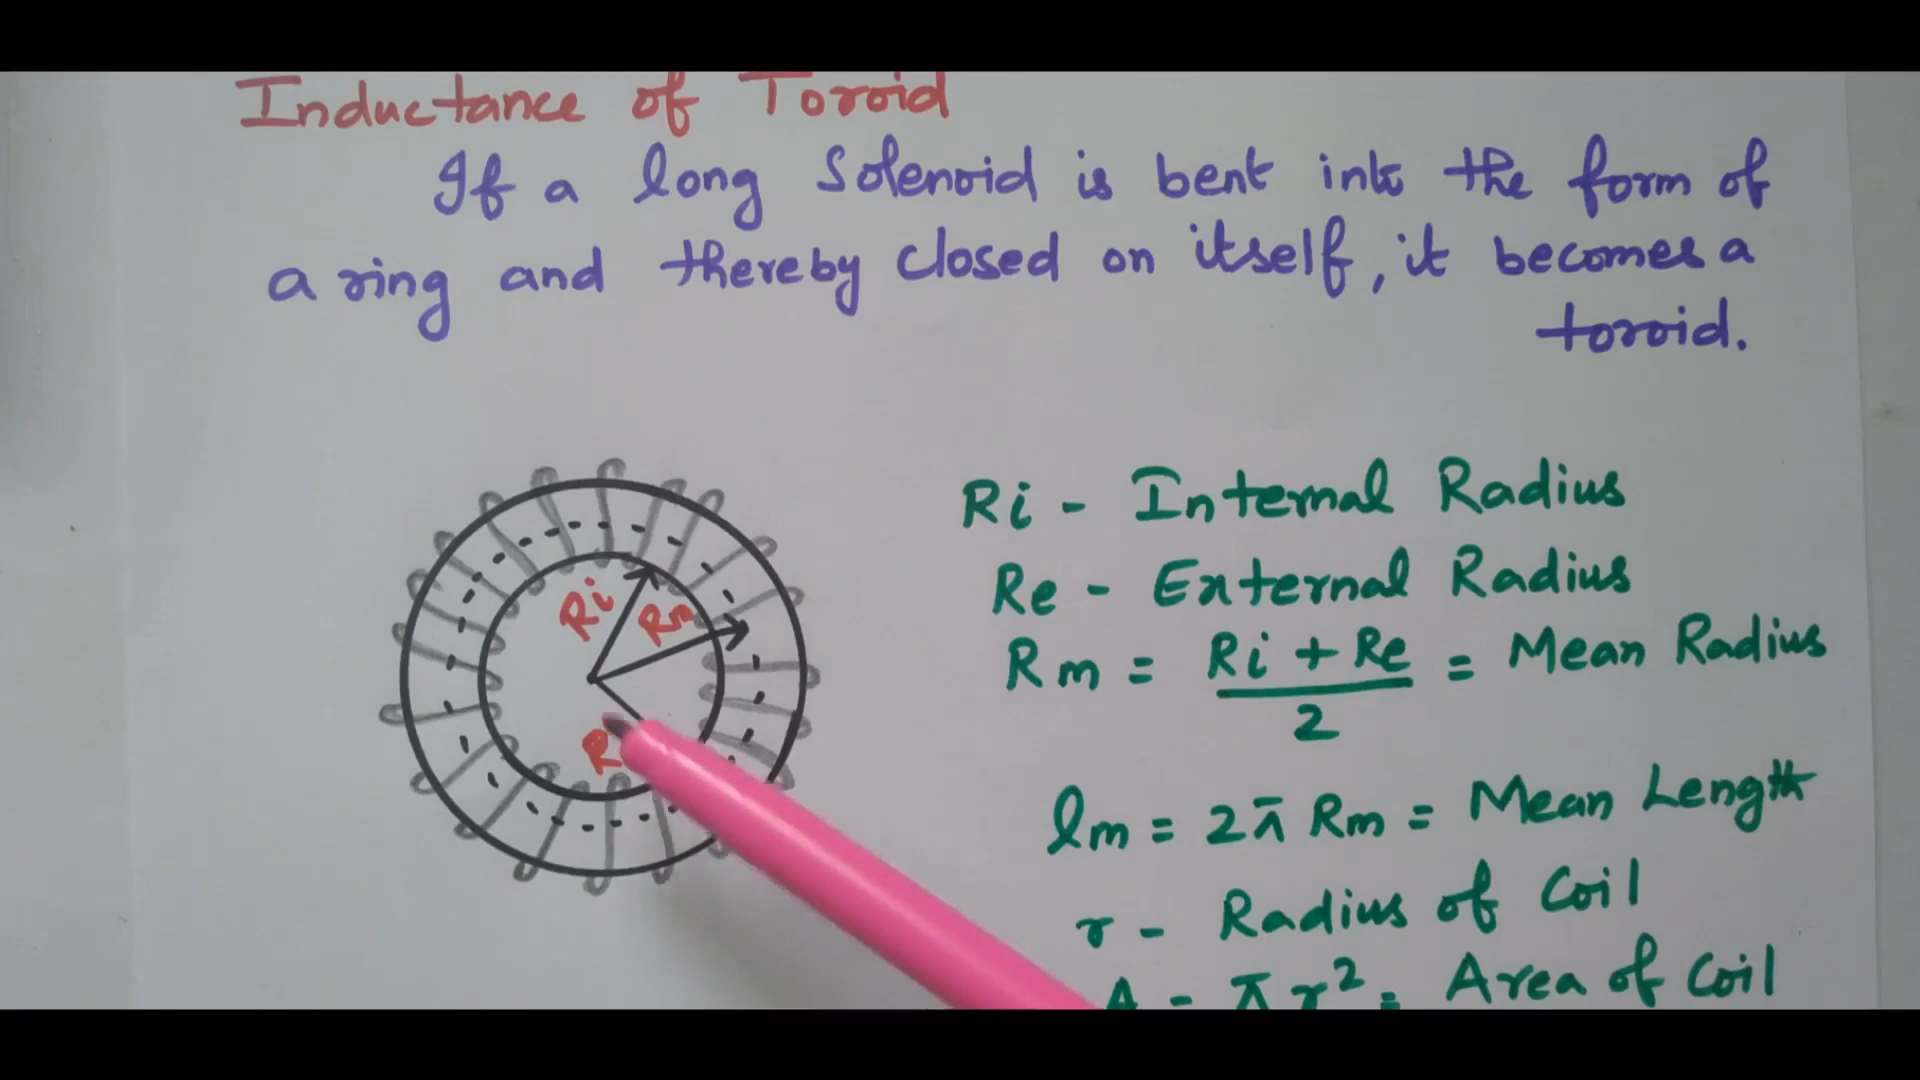 Inductance of Toroid
If a long Solenoid is bent into the form of
a ring and thereby closed on itself, it becomes a
toroid.
Ri
Rm
R
Ri - Internal Radius
Re - External Radius
Rm = Ri + Re / 2 = Mean Radius
lm = 2π Rm = Mean Length
r - Radius of Coil
A - πr² = Area of Coil